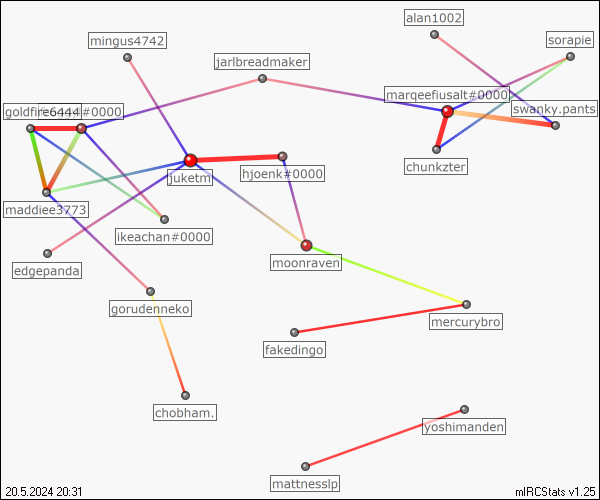 alan1002
mingus4742
sorapie
jarlbreadmaker
marqeefiusalt#0000
goldfire6444#0000
swanky.pants
chunkzter
juketm
hjoenk#0000
maddiee3773
ikeachan#0000
moonraven
edgepanda
gorudenneko
mercurybro
fakedingo
chobham.
yoshimanden
mattnesslp
20.5.2024 20:31
mIRCStats v1.25